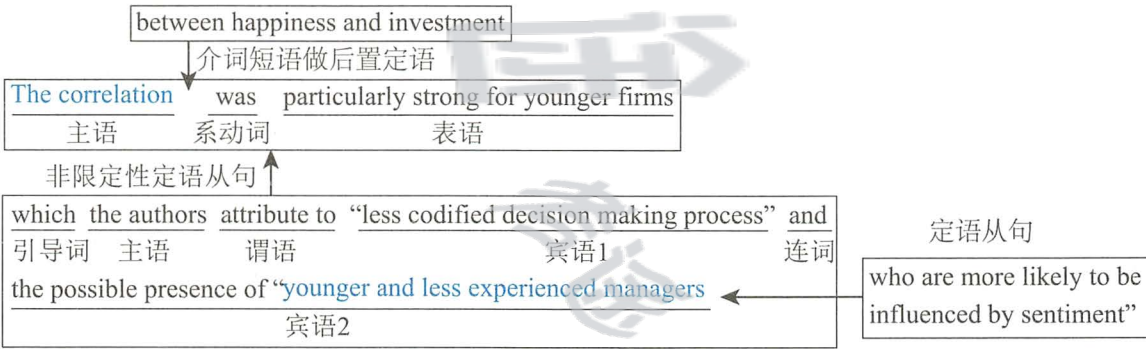 between happiness and investment
介词短语做后置定语
The correlation was particularly strong for younger firms
主语 系动词 表语
非限定性定语从句
which the authors attribute to “less codified decision making process” and
引导词 主语 谓语 宾语1 连词
the possible presence of “younger and less experienced managers
宾语2
定语从句
who are more likely to be
influenced by sentiment”